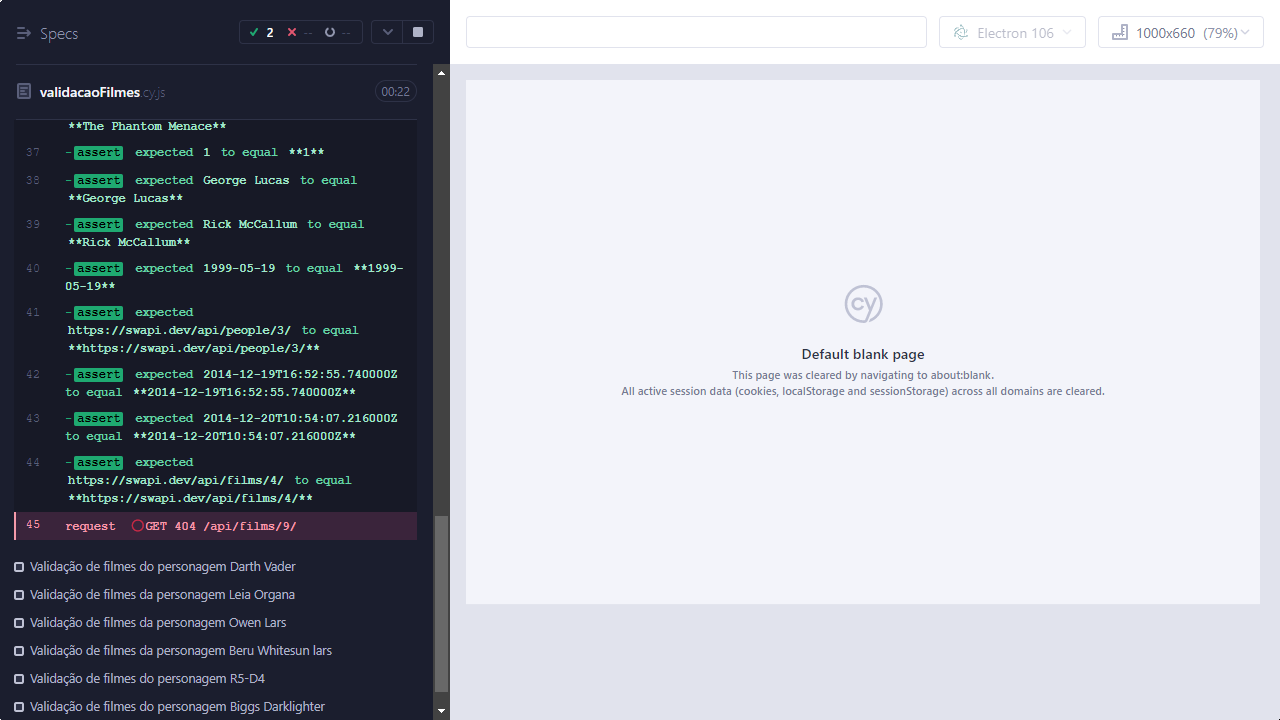 Specs
2
--
--
Electron 106
1000x660 (79%)
validacaoFilmes.cy.js
00:22
**The Phantom Menace**
37 -assert expected 1 to equal **1**
38 -assert expected George Lucas to equal
**George Lucas**
39 -assert expected Rick McCallum to equal
**Rick McCallum**
40 -assert expected 1999-05-19 to equal **1999-
05-19**
41 -assert expected
https://swapi.dev/api/people/3/ to equal
**https://swapi.dev/api/people/3/**
42 -assert expected 2014-12-19T16:52:55.740000Z
to equal **2014-12-19T16:52:55.740000Z**
43 -assert expected 2014-12-20T10:54:07.216000Z
to equal **2014-12-20T10:54:07.216000Z**
44 -assert expected
https://swapi.dev/api/films/4/ to equal
**https://swapi.dev/api/films/4/**
45 request GET 404 /api/films/9/
Validação de filmes do personagem Darth Vader
Validação de filmes da personagem Leia Organa
Validação de filmes da personagem Owen Lars
Validação de filmes da personagem Beru Whitesun lars
Validação de filmes do personagem R5-D4
Validação de filmes do personagem Biggs Darklighter
cy
Default blank page
This page was cleared by navigating to about:blank.
All active session data (cookies, localStorage and sessionStorage) across all domains are cleared.